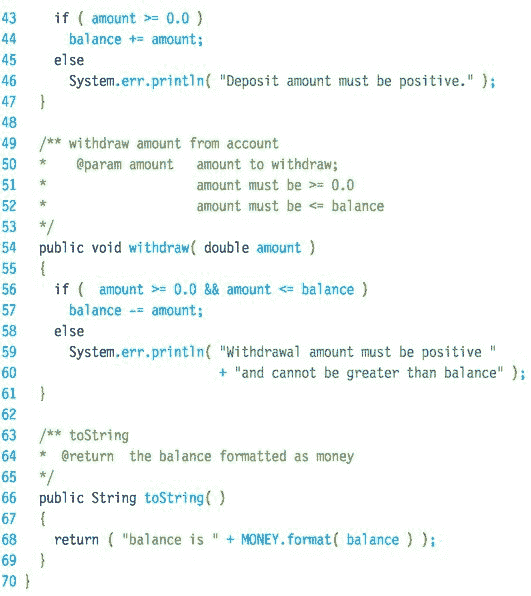 43     if ( amount >= 0.0 )
44       balance += amount;
45     else
46       System.err.println( "Deposit amount must be positive." );
47   }
48
49   /** withdraw amount from account
50   *    @param amount   amount to withdraw;
51   *                    amount must be >= 0.0
52   *                    amount must be <= balance
53   */
54   public void withdraw( double amount )
55   {
56     if (  amount >= 0.0 && amount <= balance )
57       balance -= amount;
58     else
59       System.err.println( "Withdrawal amount must be positive "
60                           + "and cannot be greater than balance" );
61   }
62
63   /** toString
64   *  @return  the balance formatted as money
65   */
66   public String toString( )
67   {
68     return ( "balance is " + MONEY.format( balance ) );
69   }
70 }